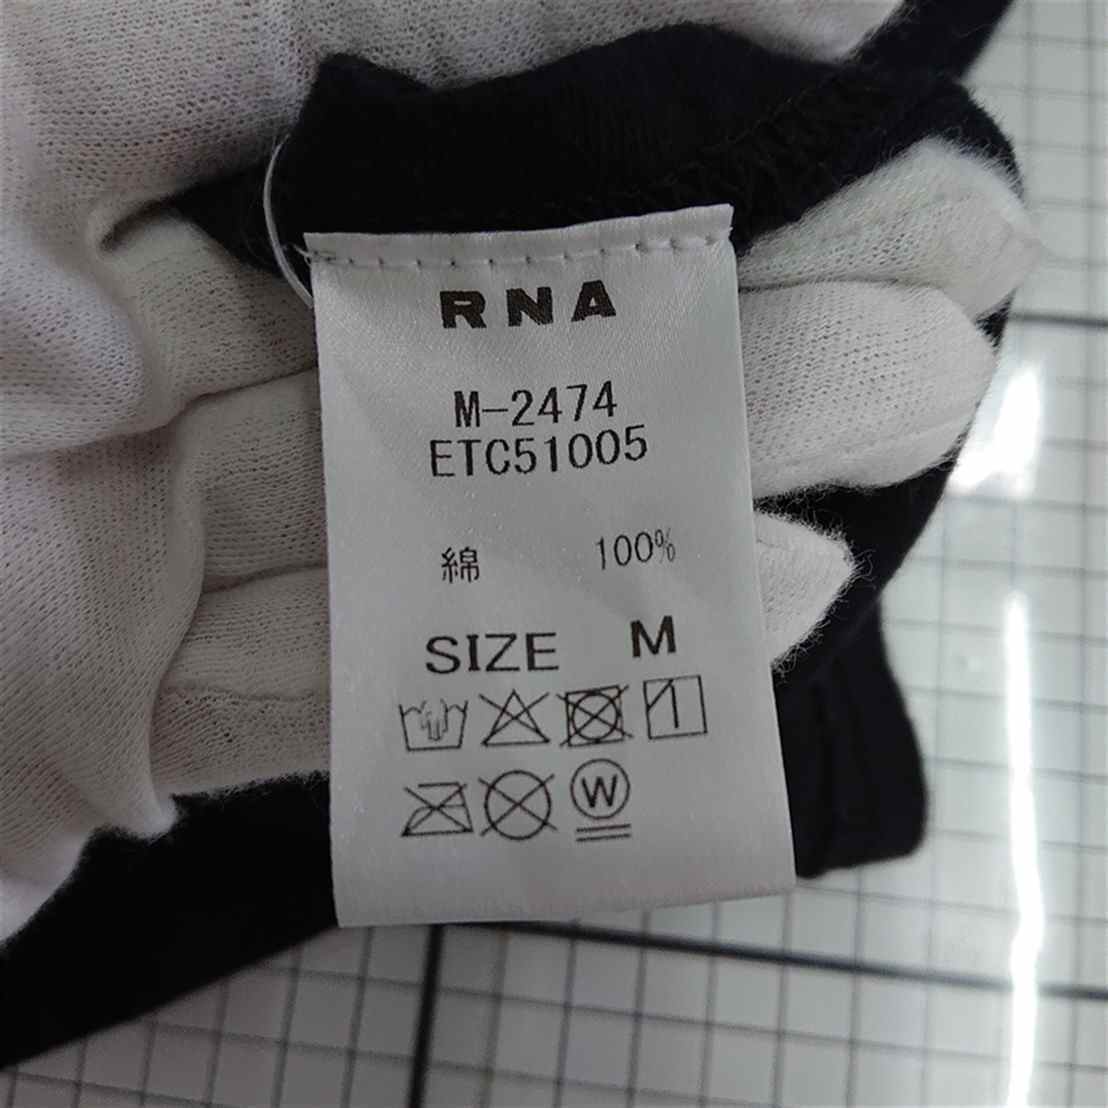 RNA
M-2474
ETC51005
綿 100%
SIZE M
W